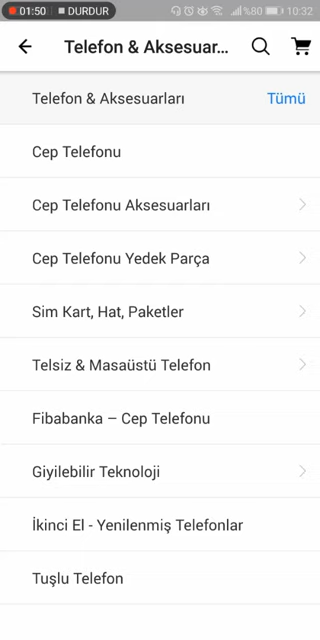 01:50 DURDUR %80 10:32
Telefon & Aksesuar...
Telefon & Aksesuarları Tümü
Cep Telefonu
Cep Telefonu Aksesuarları
Cep Telefonu Yedek Parça
Sim Kart, Hat, Paketler
Telsiz & Masaüstü Telefon
Fibabanka – Cep Telefonu
Giyilebilir Teknoloji
İkinci El - Yenilenmiş Telefonlar
Tuşlu Telefon